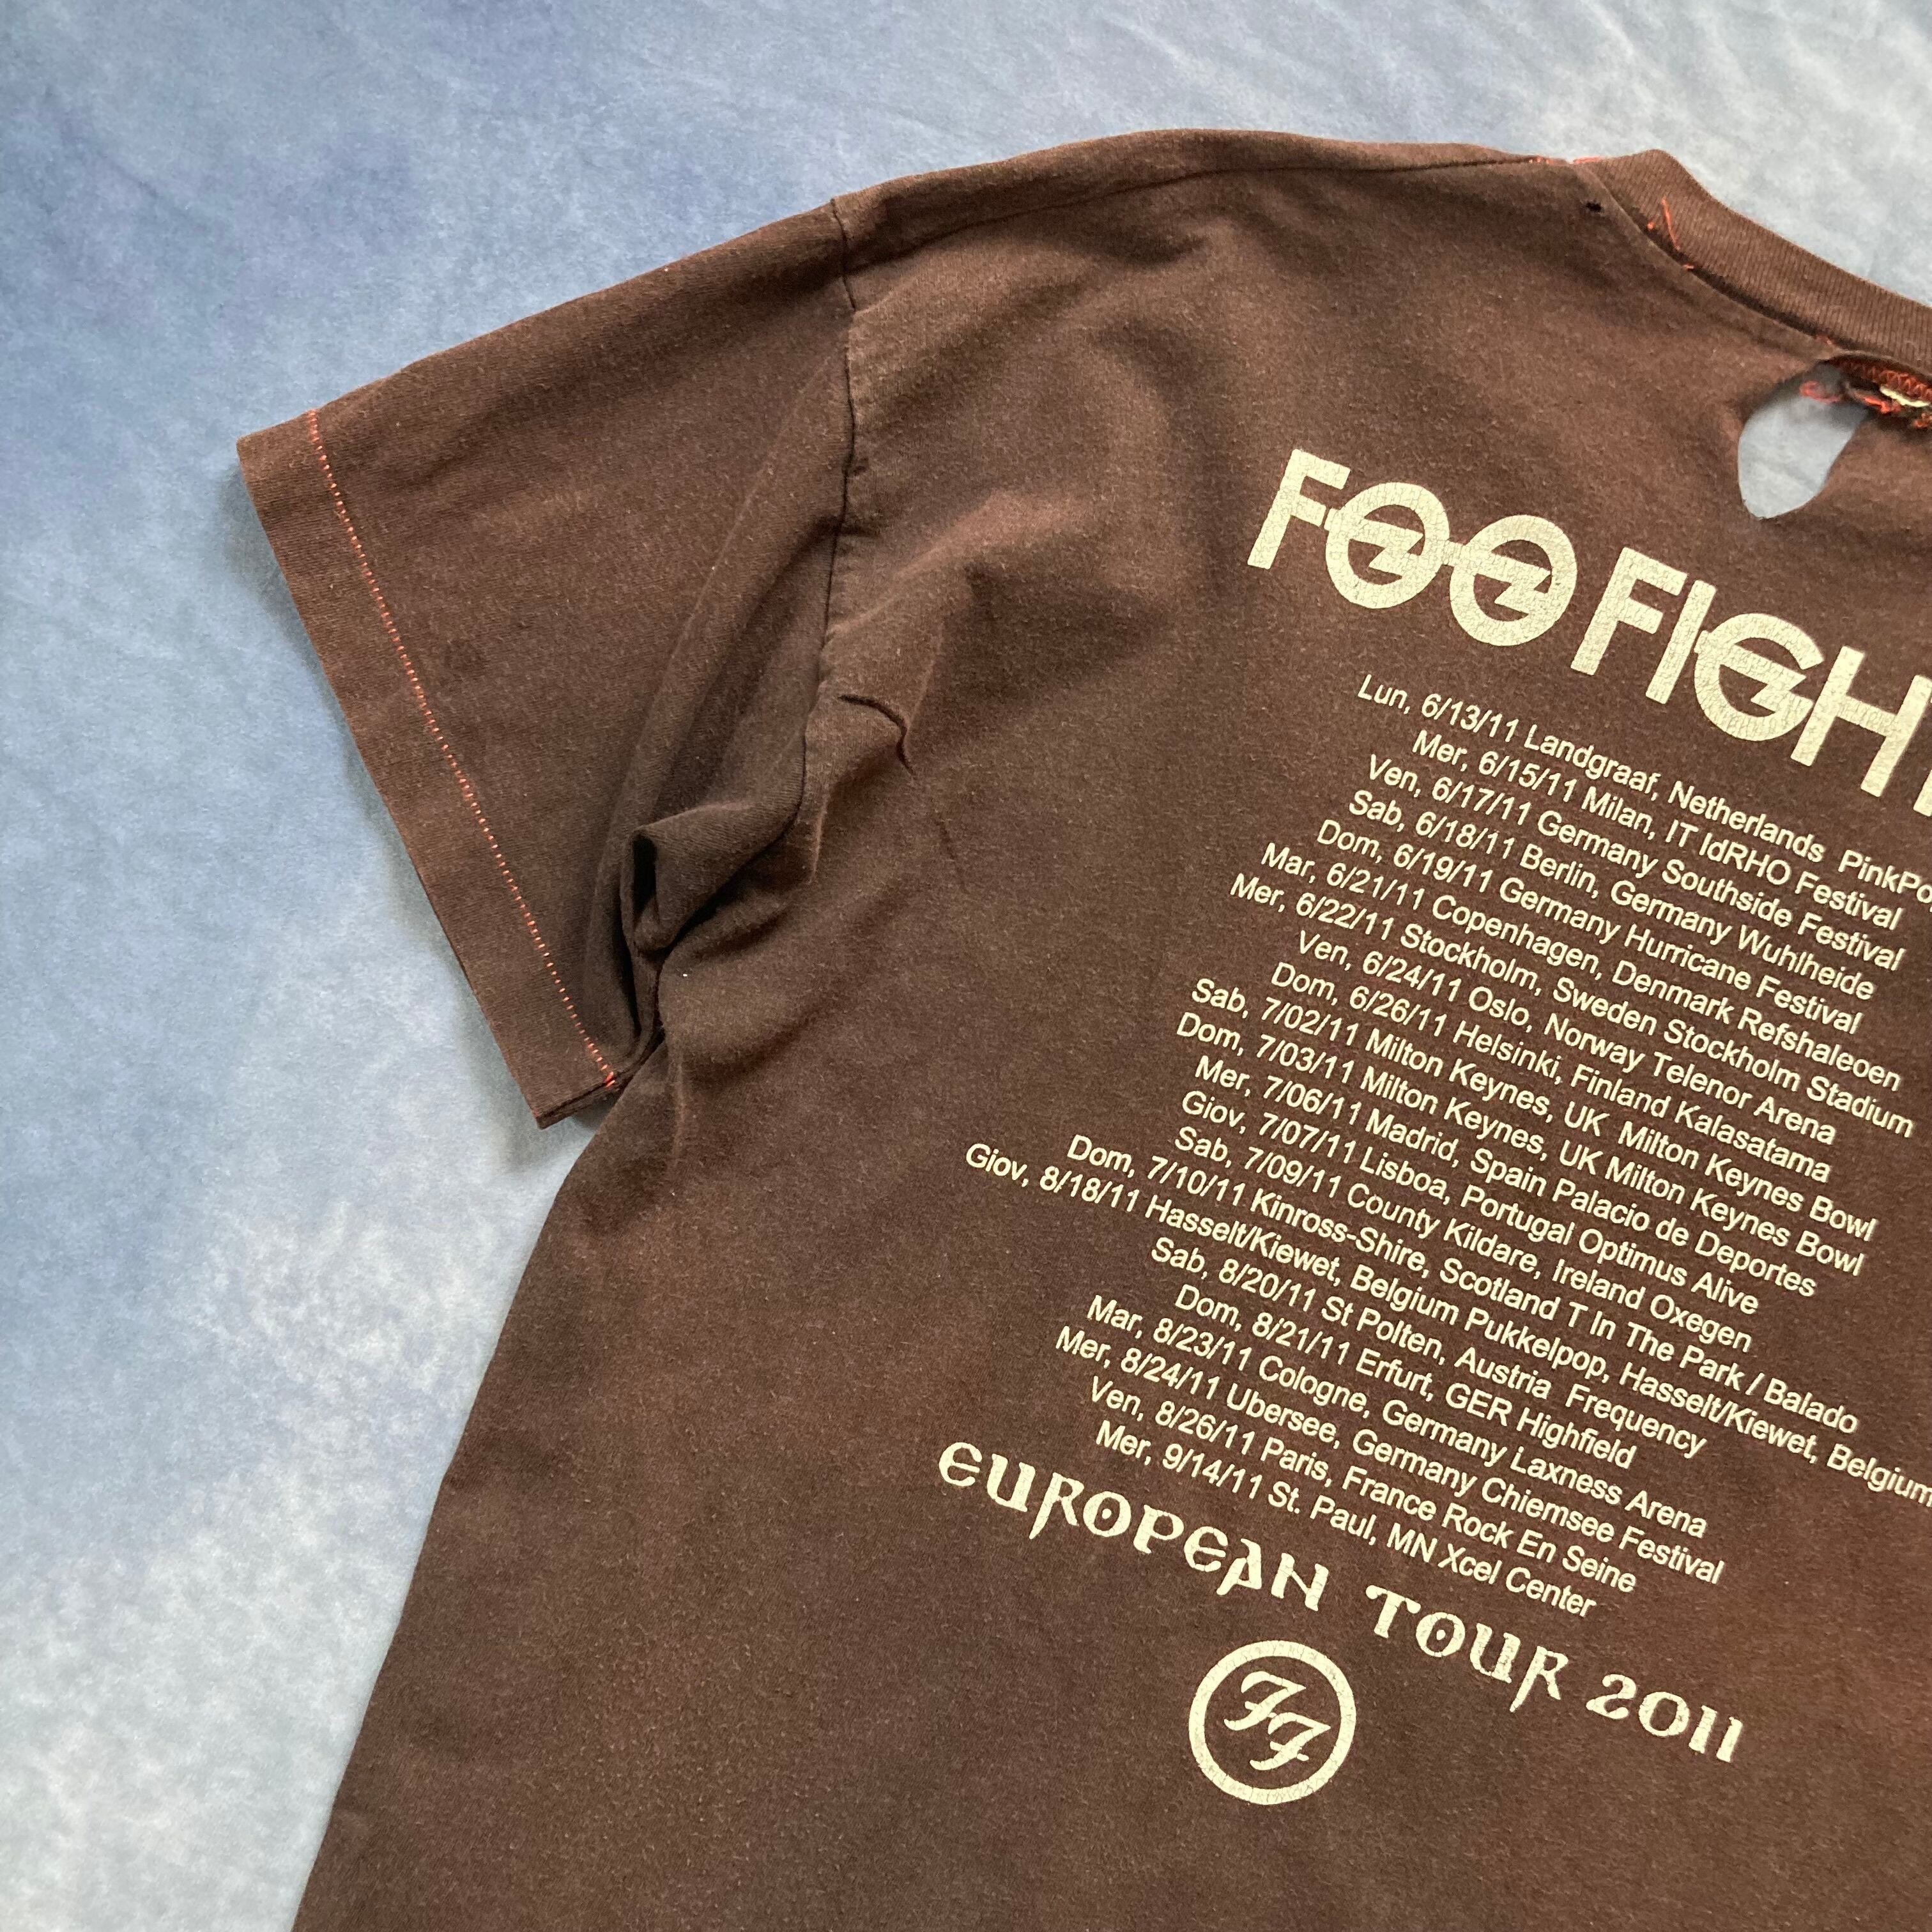 FOO FIGH
Lun, 6/13/11 Landgraaf, Netherlands PinkPo
Mer, 6/15/11 Milan, IT IdRHO Festival
Ven, 6/17/11 Germany Southside Festival
Sab, 6/18/11 Berlin, Germany Wuhlheide
Dom, 6/19/11 Germany Hurricane Festival
Mar, 6/21/11 Copenhagen, Denmark Refshaleoen
Mer, 6/22/11 Stockholm, Sweden Stockholm Stadium
Ven, 6/24/11 Oslo, Norway Telenor Arena
Dom, 6/26/11 Helsinki, Finland Kalasatama
Sab, 7/02/11 Milton Keynes, UK Milton Keynes Bowl
Dom, 7/03/11 Milton Keynes, UK Milton Keynes Bowl
Mer, 7/06/11 Madrid, Spain Palacio de Deportes
Giov, 7/07/11 Lisboa, Portugal Optimus Alive
Sab, 7/09/11 County Kildare, Ireland Oxegen
Dom, 7/10/11 Kinross-Shire, Scotland T In The Park / Balado
Giov, 8/18/11 Hasselt/Kiewet, Belgium Pukkelpop, Hasselt/Kiewet, Belgium
Sab, 8/20/11 St Polten, Austria Frequency
Dom, 8/21/11 Erfurt, GER Highfield
Mar, 8/23/11 Cologne, Germany Laxness Arena
Mer, 8/24/11 Ubersee, Germany Chiemsee Festival
Ven, 8/26/11 Paris, France Rock En Seine
Mer, 9/14/11 St. Paul, MN Xcel Center
EUROPEAN TOUR 2011
FF